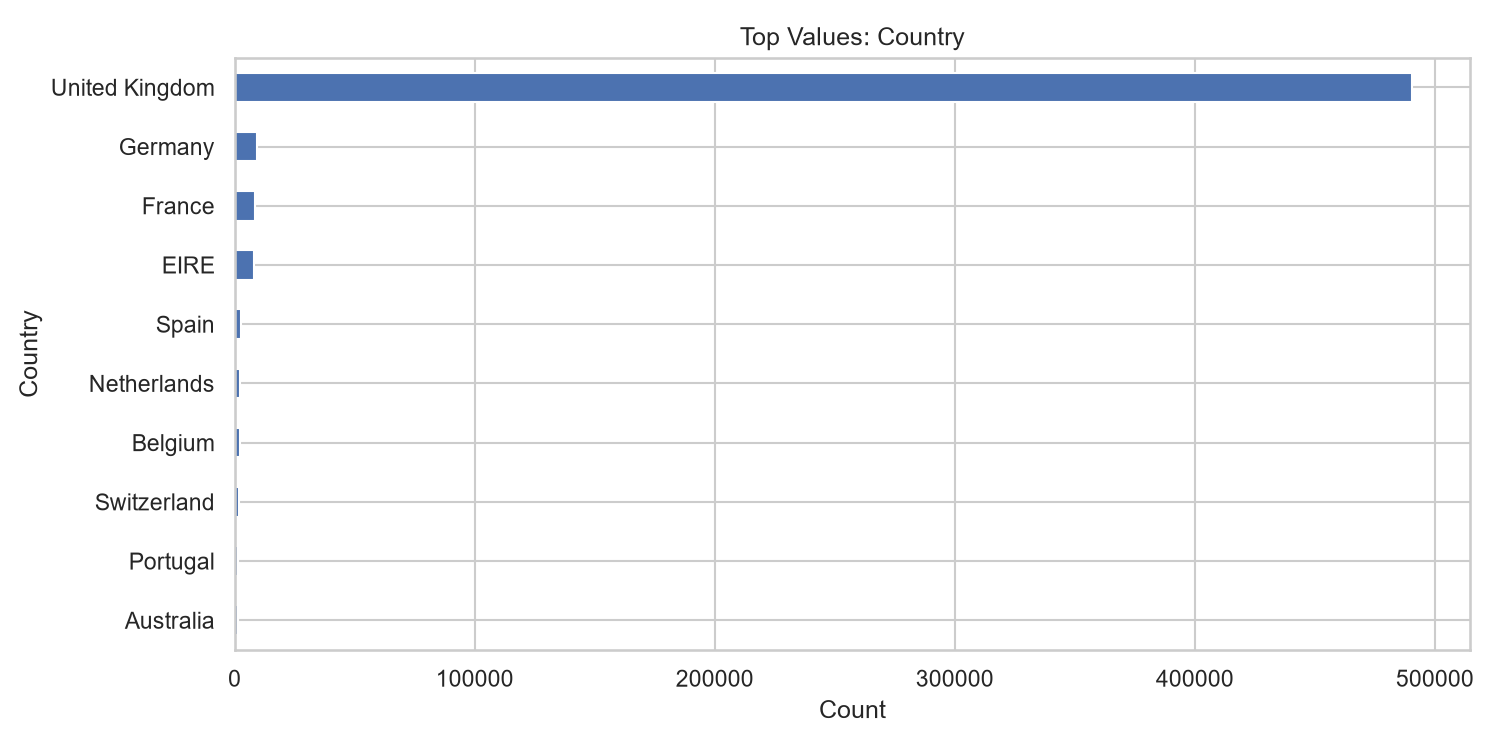 Top Values: Country
United Kingdom
Germany
France
EIRE
Spain
Netherlands
Belgium
Switzerland
Portugal
Australia
Country
0 100000 200000 300000 400000 500000
Count